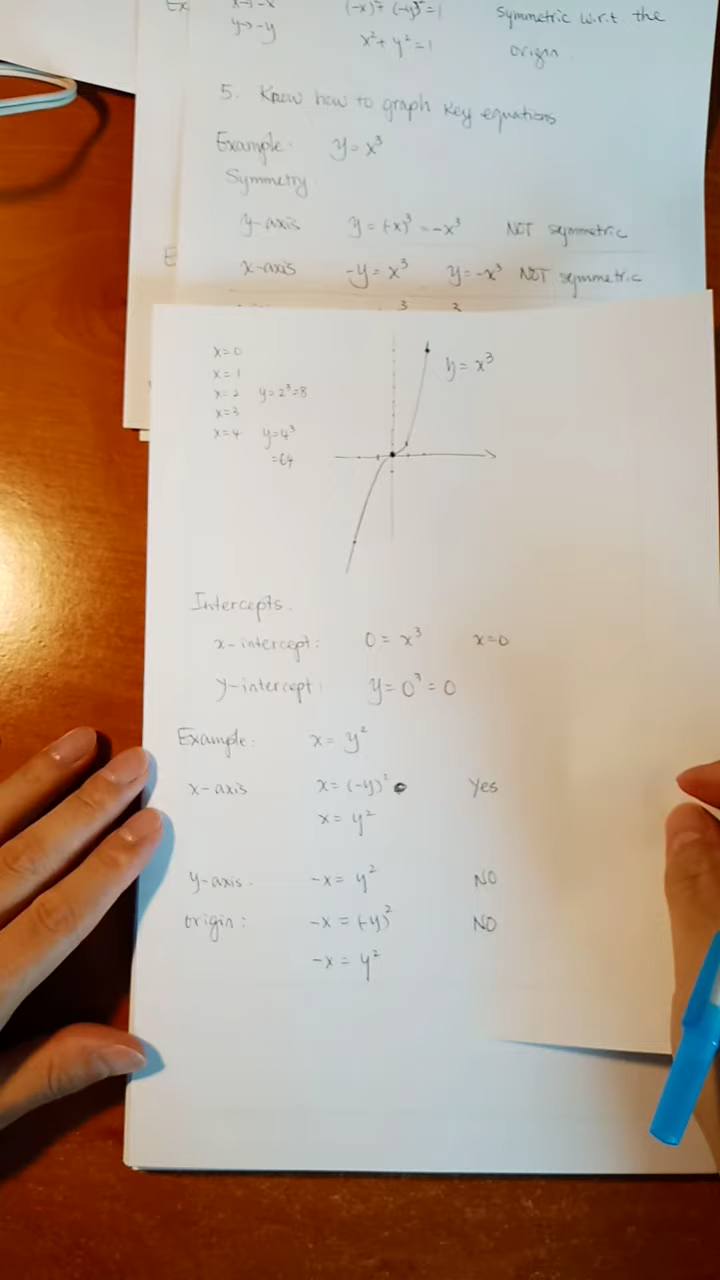 Ex x→-x (-x)²+(-y)²=1 symmetric w.r.t the
y→-y x²+y²=1 origin
5. Know how to graph key equations
Example: y=x³
Symmetry
y-axis y=(-x)³=-x³ NOT symmetric
x-axis -y=x³ y=-x³ NOT symmetric
x=0
x=1 y=x³
x=2 y=2³=8
x=3
x=4 y=4³
=64
Intercepts.
x-intercept: 0=x³ x=0
y-intercept: y=0³=0
Example: x=y²
x-axis x=(-y)² Yes
x=y²
y-axis. -x=y² NO
origin: -x=(-y)² NO
-x=y²